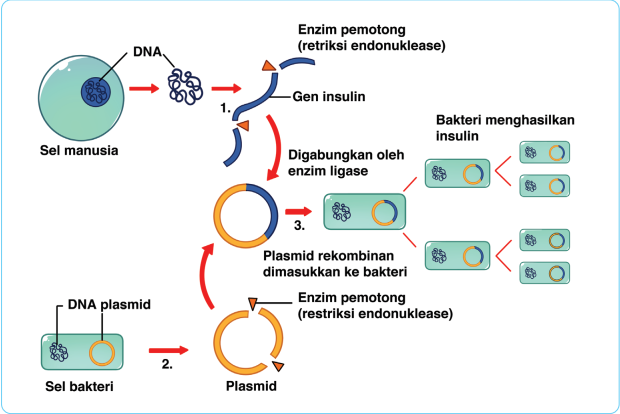 Enzim pemotong
(retriksi endonuklease)
DNA
1.
Gen insulin
Sel manusia
Bakteri menghasilkan
insulin
Digabungkan oleh
enzim ligase
3.
Plasmid rekombinan
dimasukkan ke bakteri
Enzim pemotong
(restriksi endonuklease)
DNA plasmid
2.
Sel bakteri
Plasmid